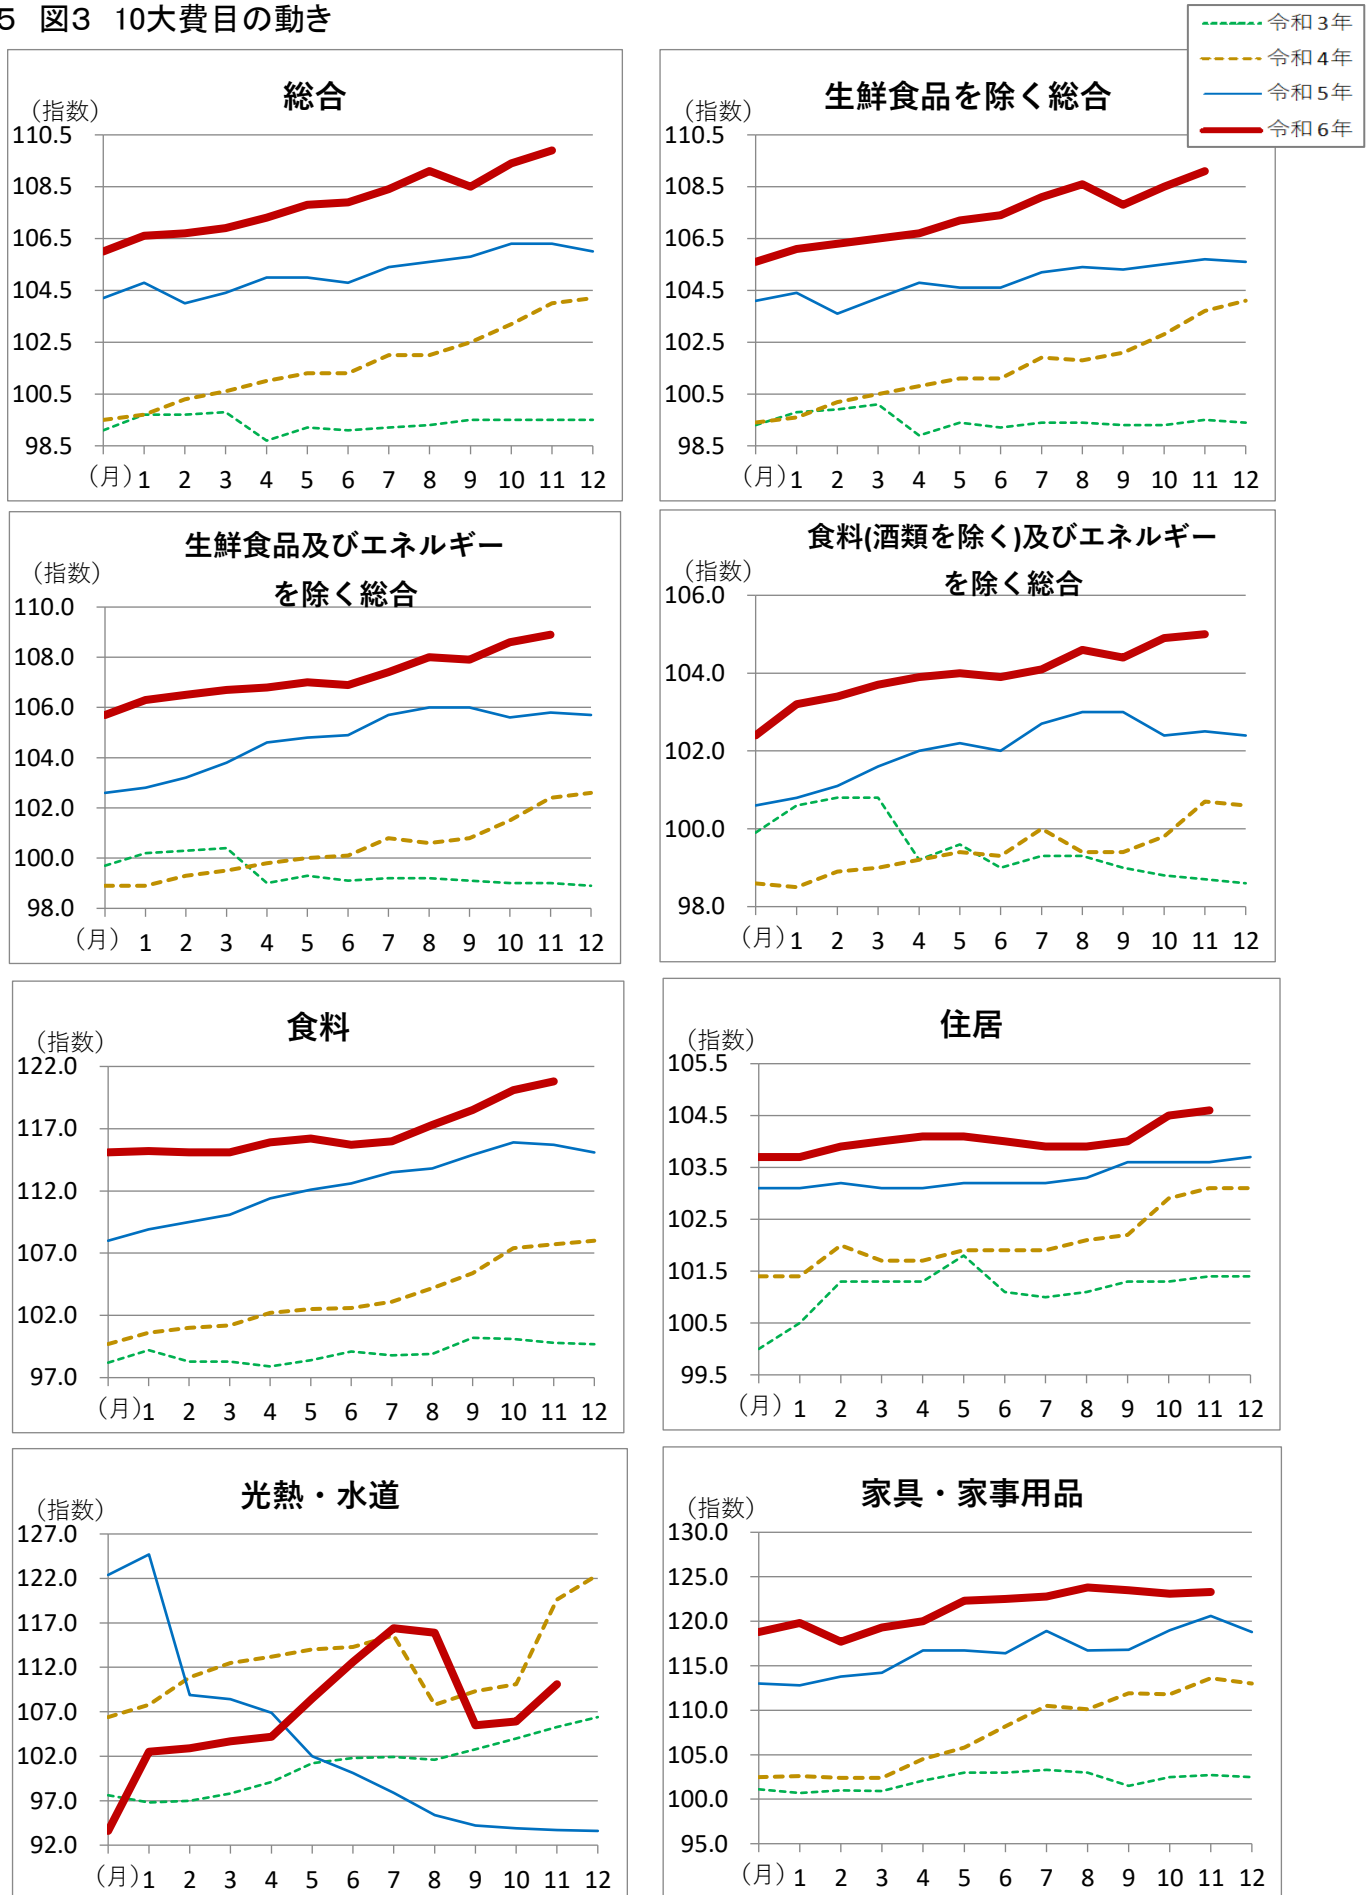 5 図3 10大費目の動き
令和3年
令和4年
令和5年
令和6年
総合
(指数)
110.5
108.5
106.5
104.5
102.5
100.5
98.5
(月) 1 2 3 4 5 6 7 8 9 10 11 12
生鮮食品を除く総合
(指数)
110.5
108.5
106.5
104.5
102.5
100.5
98.5
(月) 1 2 3 4 5 6 7 8 9 10 11 12
生鮮食品及びエネルギー
を除く総合
(指数)
110.0
108.0
106.0
104.0
102.0
100.0
98.0
(月) 1 2 3 4 5 6 7 8 9 10 11 12
食料(酒類を除く)及びエネルギー
を除く総合
(指数)
106.0
104.0
102.0
100.0
98.0
(月) 1 2 3 4 5 6 7 8 9 10 11 12
食料
(指数)
122.0
117.0
112.0
107.0
102.0
97.0
(月) 1 2 3 4 5 6 7 8 9 10 11 12
住居
(指数)
105.5
104.5
103.5
102.5
101.5
100.5
99.5
(月) 1 2 3 4 5 6 7 8 9 10 11 12
光熱・水道
(指数)
127.0
122.0
117.0
112.0
107.0
102.0
97.0
92.0
(月) 1 2 3 4 5 6 7 8 9 10 11 12
家具・家事用品
(指数)
130.0
125.0
120.0
115.0
110.0
105.0
100.0
95.0
(月) 1 2 3 4 5 6 7 8 9 10 11 12